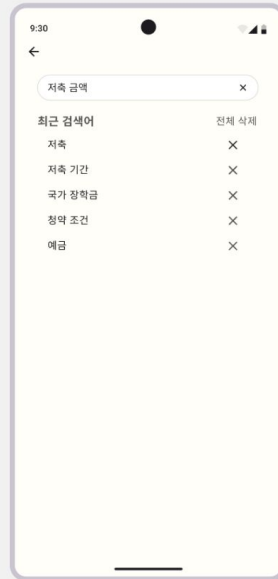 9:30
저축 금액
최근 검색어 전체 삭제
저축
저축 기간
국가 장학금
청약 조건
예금